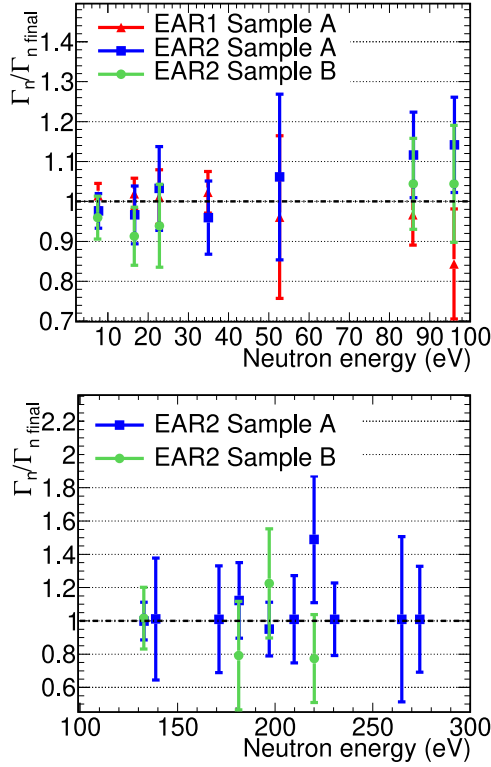 Γn/Γn final
EAR1 Sample A
EAR2 Sample A
EAR2 Sample B
1.4
1.3
1.2
1.1
1
0.9
0.8
0.7
10 20 30 40 50 60 70 80 90 100
Neutron energy (eV)
Γn/Γn final
EAR2 Sample A
EAR2 Sample B
2.2
2
1.8
1.6
1.4
1.2
1
0.8
0.6
100 150 200 250 300
Neutron energy (eV)